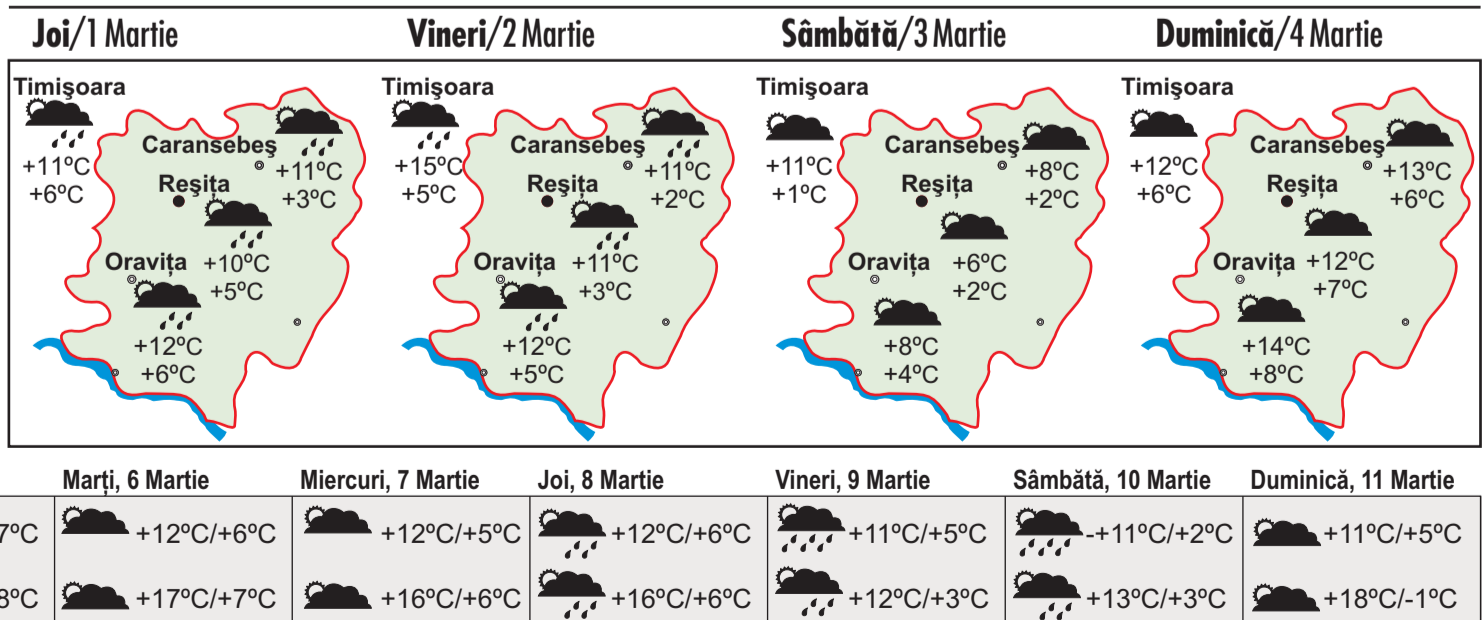 Joi/1 Martie
Vineri/2 Martie
Sâmbătă/3 Martie
Duminică/4 Martie
Timişoara
+11ºC
+6ºC
Caransebeş
+11ºC
+3ºC
Reşiţa
+10ºC
+5ºC
Oraviţa
+12ºC
+6ºC
Timişoara
+15ºC
+5ºC
Caransebeş
+11ºC
+2ºC
Reşiţa
+11ºC
+3ºC
Oraviţa
+12ºC
+5ºC
Timişoara
+11ºC
+1ºC
Caransebeş
+8ºC
+2ºC
Reşiţa
+6ºC
+2ºC
Oraviţa
+8ºC
+4ºC
Timişoara
+12ºC
+6ºC
Caransebeş
+13ºC
+6ºC
Reşiţa
+12ºC
+7ºC
Oraviţa
+14ºC
+8ºC
Marţi, 6 Martie
Miercuri, 7 Martie
Joi, 8 Martie
Vineri, 9 Martie
Sâmbătă, 10 Martie
Duminică, 11 Martie
7ºC +12ºC/+6ºC +12ºC/+5ºC +12ºC/+6ºC +11ºC/+5ºC -+11ºC/+2ºC +11ºC/+5ºC
8ºC +17ºC/+7ºC +16ºC/+6ºC +16ºC/+6ºC +12ºC/+3ºC +13ºC/+3ºC +18ºC/-1ºC